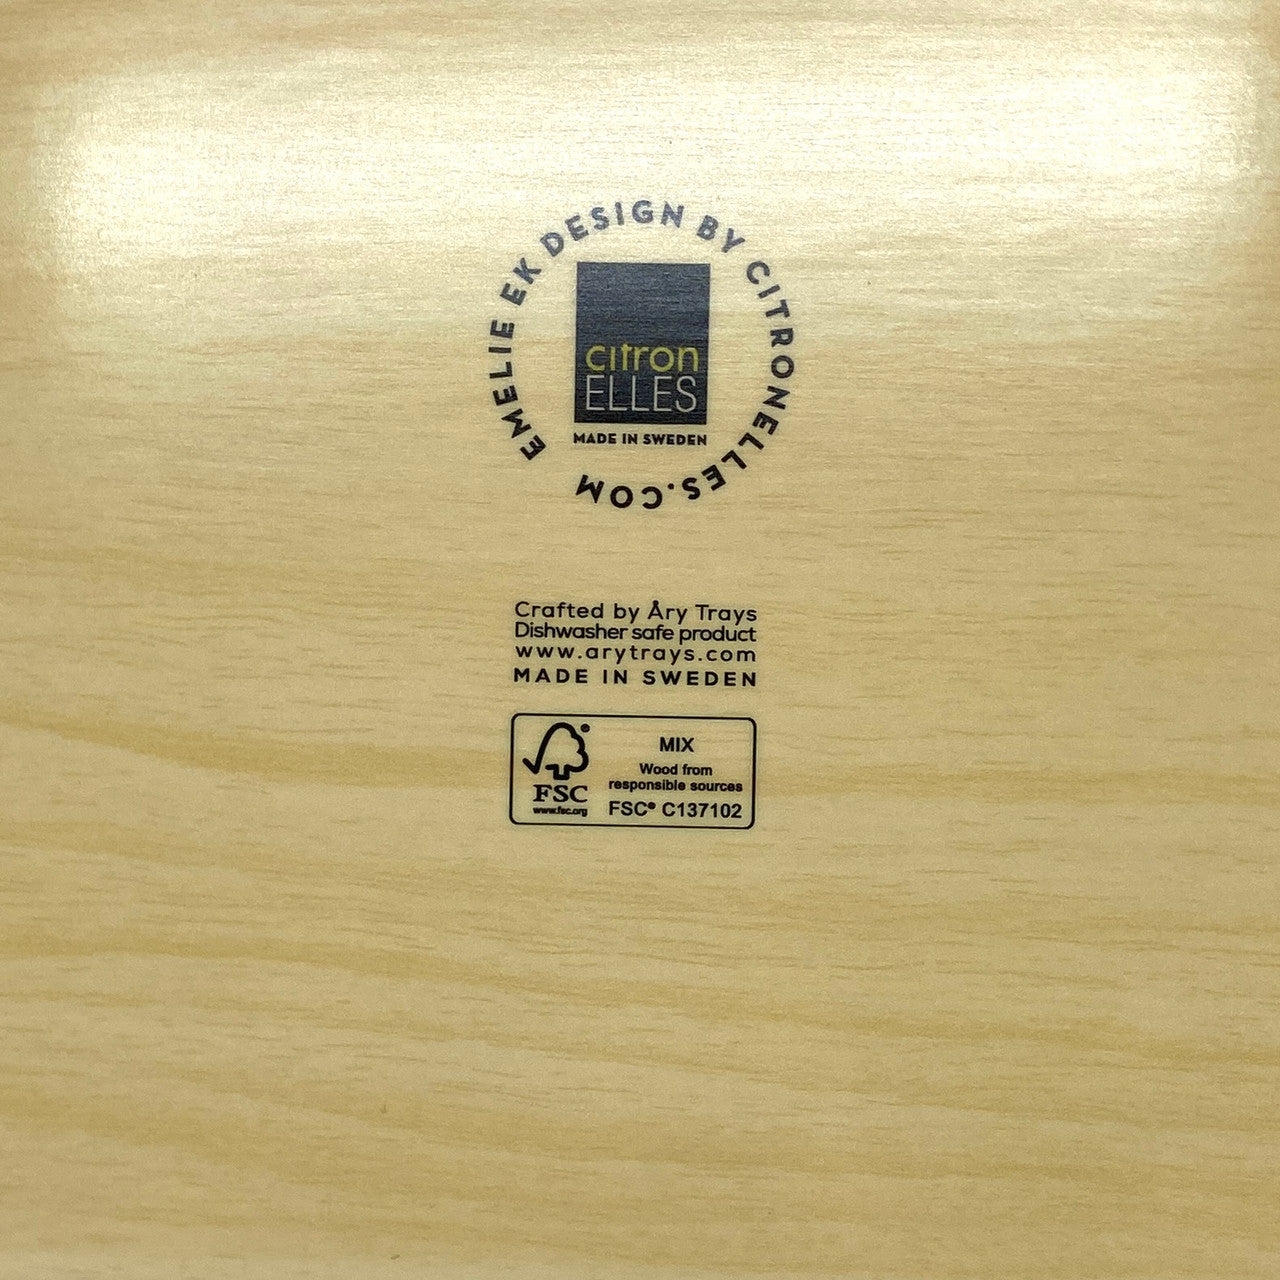 EMELIE EK DESIGN BY CITRONELLES.COM
citron
ELLES
MADE IN SWEDEN
Crafted by Åry Trays
Dishwasher safe product
www.arytrays.com
MADE IN SWEDEN
FSC
www.fsc.org
MIX
Wood from
responsible sources
FSC® C137102